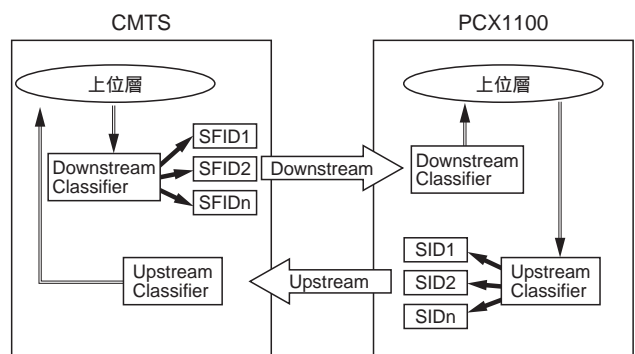 CMTS
PCX1100
上位層
上位層
SFID1
SFID2
SFIDn
Downstream
Classifier
Downstream
Downstream
Classifier
SID1
SID2
SIDn
Upstream
Classifier
Upstream
Upstream
Classifier